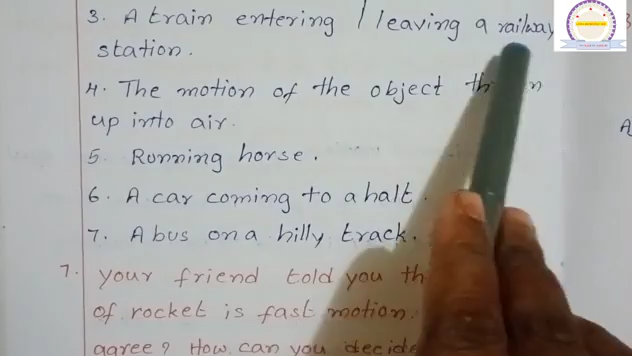 3. A train entering / leaving a railway
station.
4. The motion of the object
up into air.
5. Running horse.
6. A car coming to a halt.
7. A bus on a hilly track.
7. your friend told you
of rocket is fast motion.
agree? How can you decide